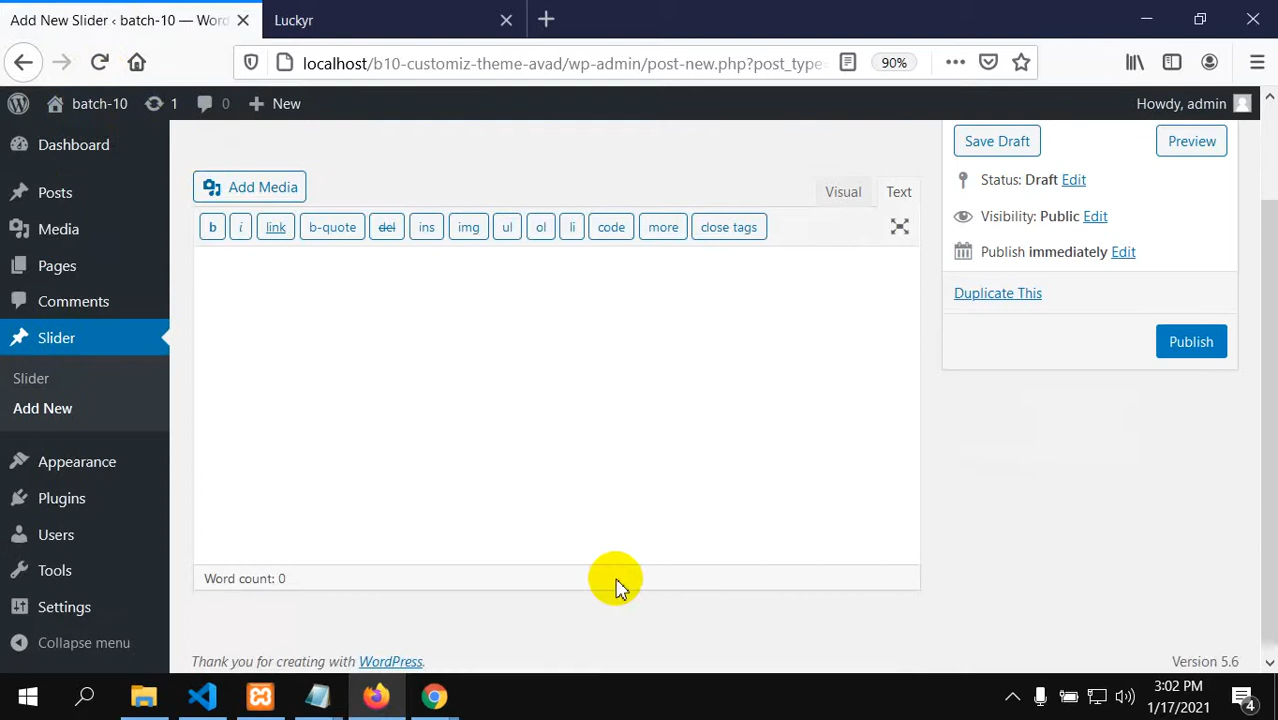 Add New Slider ‹ batch-10 — Word
Luckyr
localhost/b10-customiz-theme-avad/wp-admin/post-new.php?post_type=
90%
batch-10
1
0
New
Howdy, admin
Dashboard
Posts
Media
Pages
Comments
Slider
Slider
Add New
Appearance
Plugins
Users
Tools
Settings
Collapse menu
Add Media
Visual
Text
b
i
link
b-quote
del
ins
img
ul
ol
li
code
more
close tags
Word count: 0
Save Draft
Preview
Status: Draft Edit
Visibility: Public Edit
Publish immediately Edit
Duplicate This
Publish
Thank you for creating with WordPress.
Version 5.6
3:02 PM
1/17/2021
4